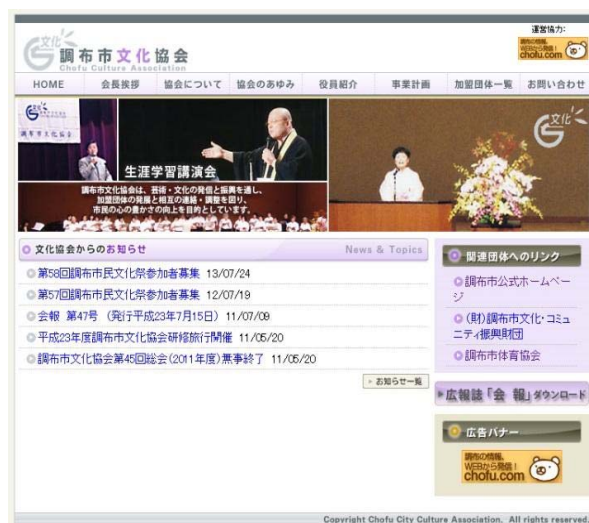 運営協力:
調布の情報、
WEBから発信!
chofu.com
文化
調布市文化協会
Chofu Culture Association
HOME 会長挨拶 協会について 協会のあゆみ 役員紹介 事業計画 加盟団体一覧 お問い合わせ
文化
調布市文化協会
文化
生涯学習講演会
調布市文化協会は、芸術・文化の発信と振興を通し、
加盟団体の発展と相互の連絡・調整を図り、
市民の心の豊かさの向上を目的としています。
文化協会からのお知らせ News & Topics
第58回調布市民文化祭参加者募集 13/07/24
第57回調布市民文化祭参加者募集 12/07/19
会報 第47号 (発行平成23年7月15日) 11/07/09
平成23年度調布市文化協会研修旅行開催 11/05/20
調布市文化協会第45回総会(2011年度)無事終了 11/05/20
お知らせ一覧
関連団体へのリンク
調布市公式ホームペー
ジ
(財)調布市文化・コミュ
ニティ振興財団
調布市体育協会
広報誌「会 報」ダウンロード
広告バナー
調布の情報、
WEBから発信!
chofu.com
Copyright Chofu City Culture Association. All rights reserved.